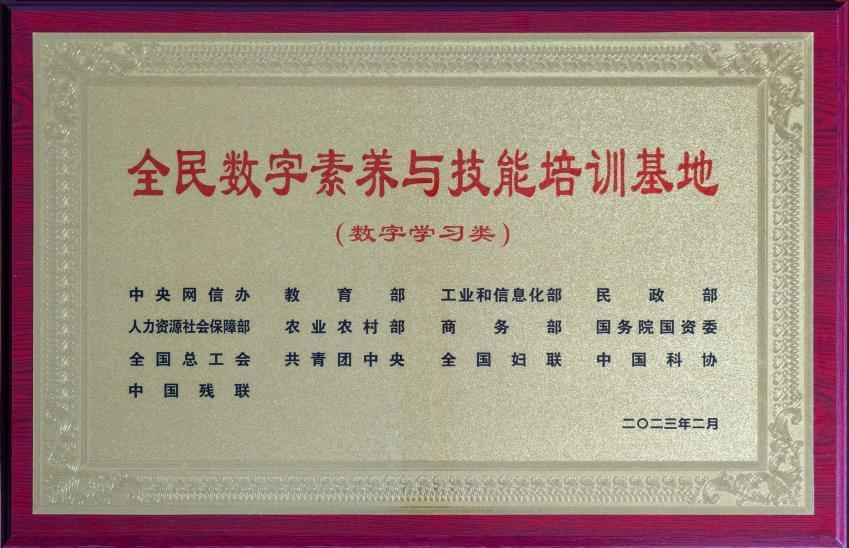 全民数字素养与技能培训基地
（数字学习类）
中央网信办 教育部 工业和信息化部 民政部
人力资源社会保障部 农业农村部 商务部 国务院国资委
全国总工会 共青团中央 全国妇联 中国科协
中国残联
二〇二三年二月